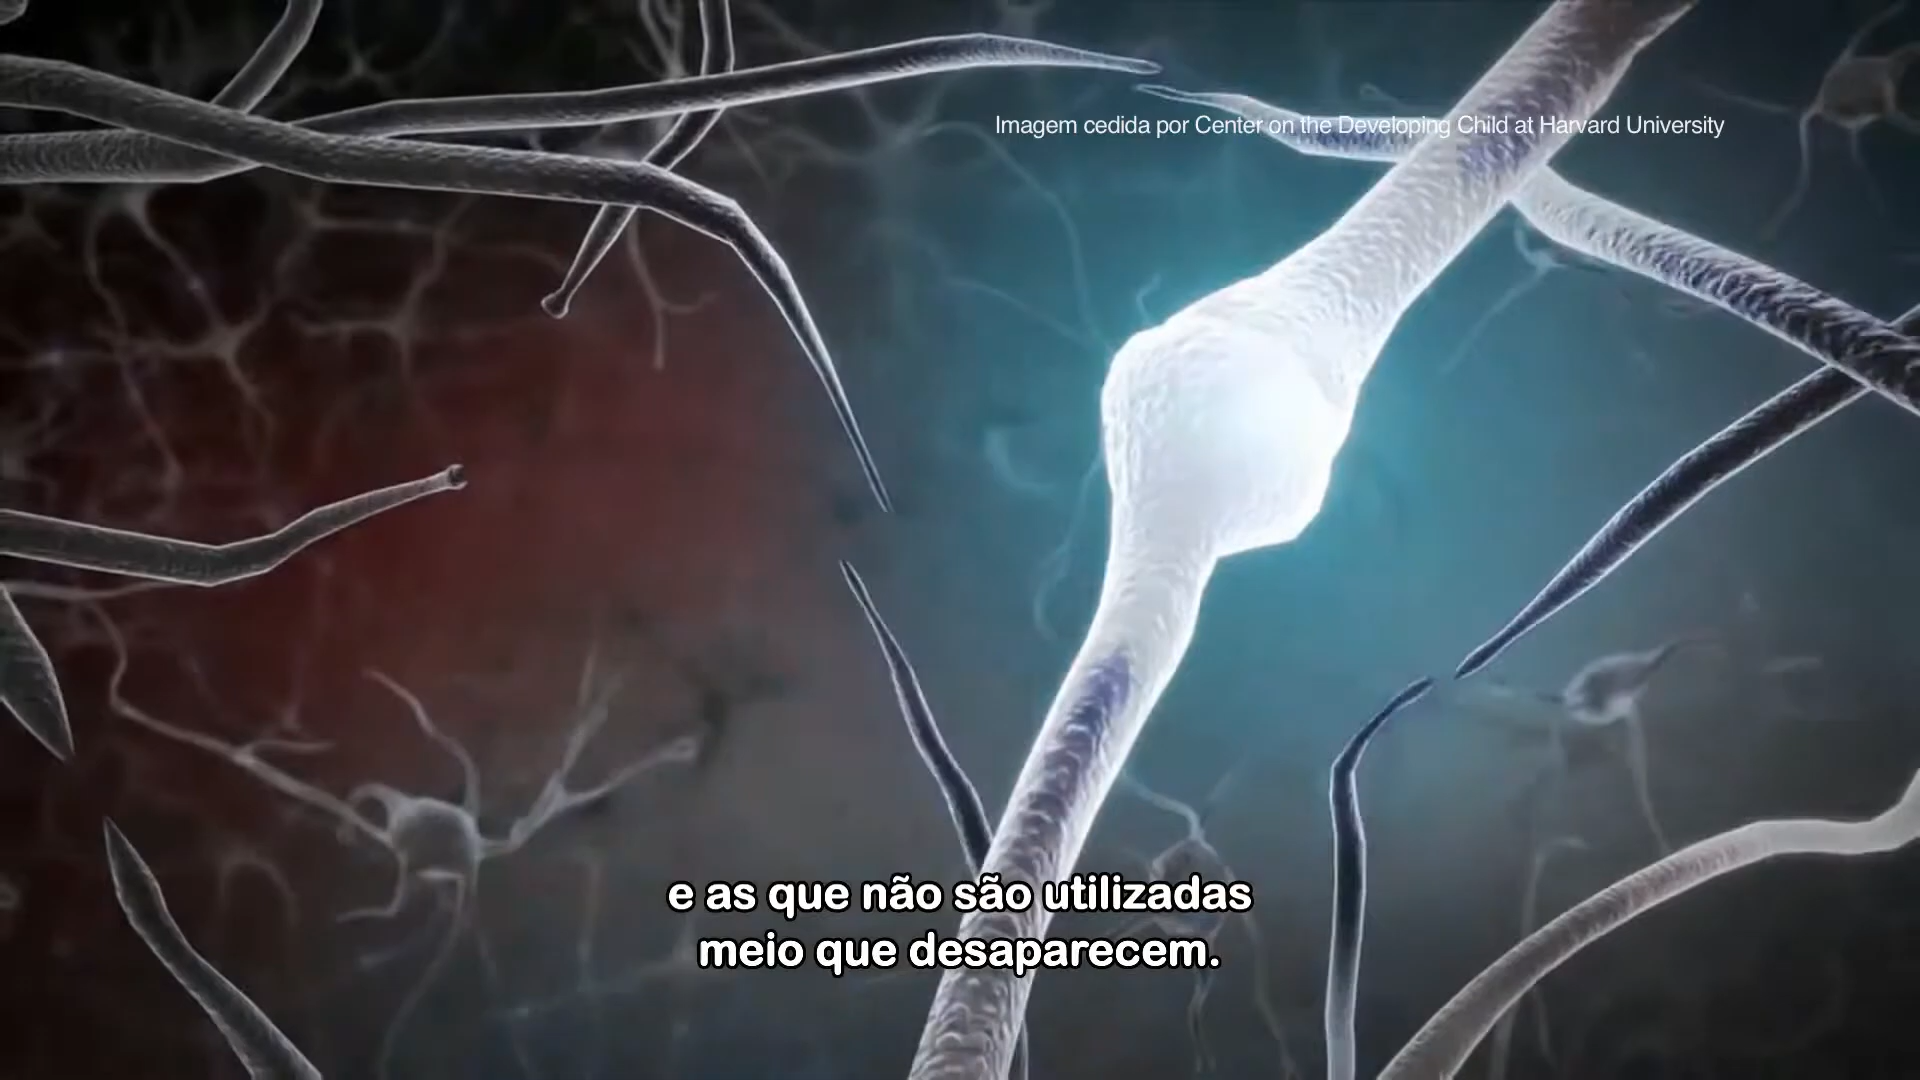 Imagem cedida por Center on the Developing Child at Harvard University
e as que não são utilizadas
meio que desaparecem.